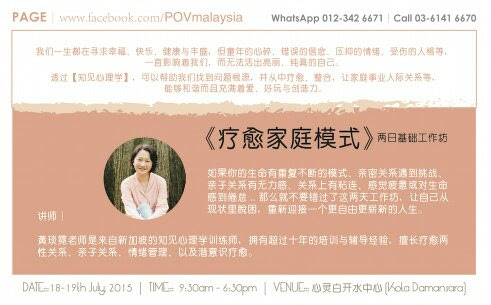 PAGE | www.facebook.com/POVmalaysia WhatsApp 012-342 6671 | Call 03-6141 6670
我们一生都在寻求幸福、快乐、健康与丰盛,但童年的心碎、错误的信念、压抑的情绪、受伤的人格等,
一直影响着我们,而无法活出亮丽、纯真的自己。
透过【知见心理学】,可以帮助我们找到问题根源,并从中疗愈、整合,让家庭事业人际关系等,
能够和谐而且充满着爱、好玩与创造力。
《疗愈家庭模式》两日基础工作坊
如果你的生命有重复不断的模式、亲密关系遇到挑战、
亲子关系有无力感、关系上有粘连、感觉疲惫或对生命
感到倦怠...那么就不要错过了这两天工作坊,让自己从
现状里脱困,重新迎接一个更自由更崭新的人生。
讲师 |
黄琰霓老师是来自新加坡的知见心理学训练师,拥有超过十年的培训与辅导经验,擅长疗愈两
性关系、亲子关系、情绪管理、以及潜意识疗愈。
DATE= 18-19th July, 2015 | TIME= 9:30am - 6:30pm | VENUE= 心灵白开水中心 (Kota Damansara)